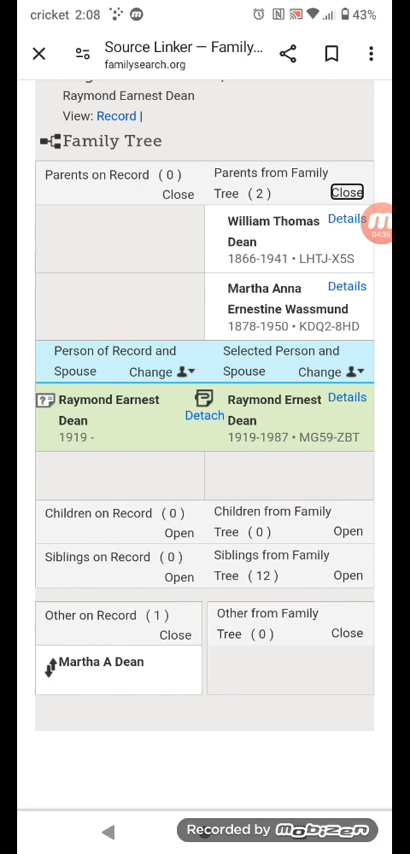 cricket 2:08 43%
Source Linker — Family...
familysearch.org
Raymond Earnest Dean
View: Record |
Family Tree
Parents on Record ( 0 )
Close
Parents from Family
Tree ( 2 ) Close
04:36
William Thomas Details
Dean
1866-1941 • LHTJ-X5S
Martha Anna Details
Ernestine Wassmund
1878-1950 • KDQ2-8HD
Person of Record and
Spouse Change
Selected Person and
Spouse Change
Raymond Earnest
Dean
1919 -
Detach
Raymond Ernest Details
Dean
1919-1987 • MG59-ZBT
Children on Record ( 0 )
Open
Children from Family
Tree ( 0 ) Open
Siblings on Record ( 0 )
Open
Siblings from Family
Tree ( 12 ) Open
Other on Record ( 1 )
Close
Other from Family
Tree ( 0 ) Close
Martha A Dean
Recorded by mobizen